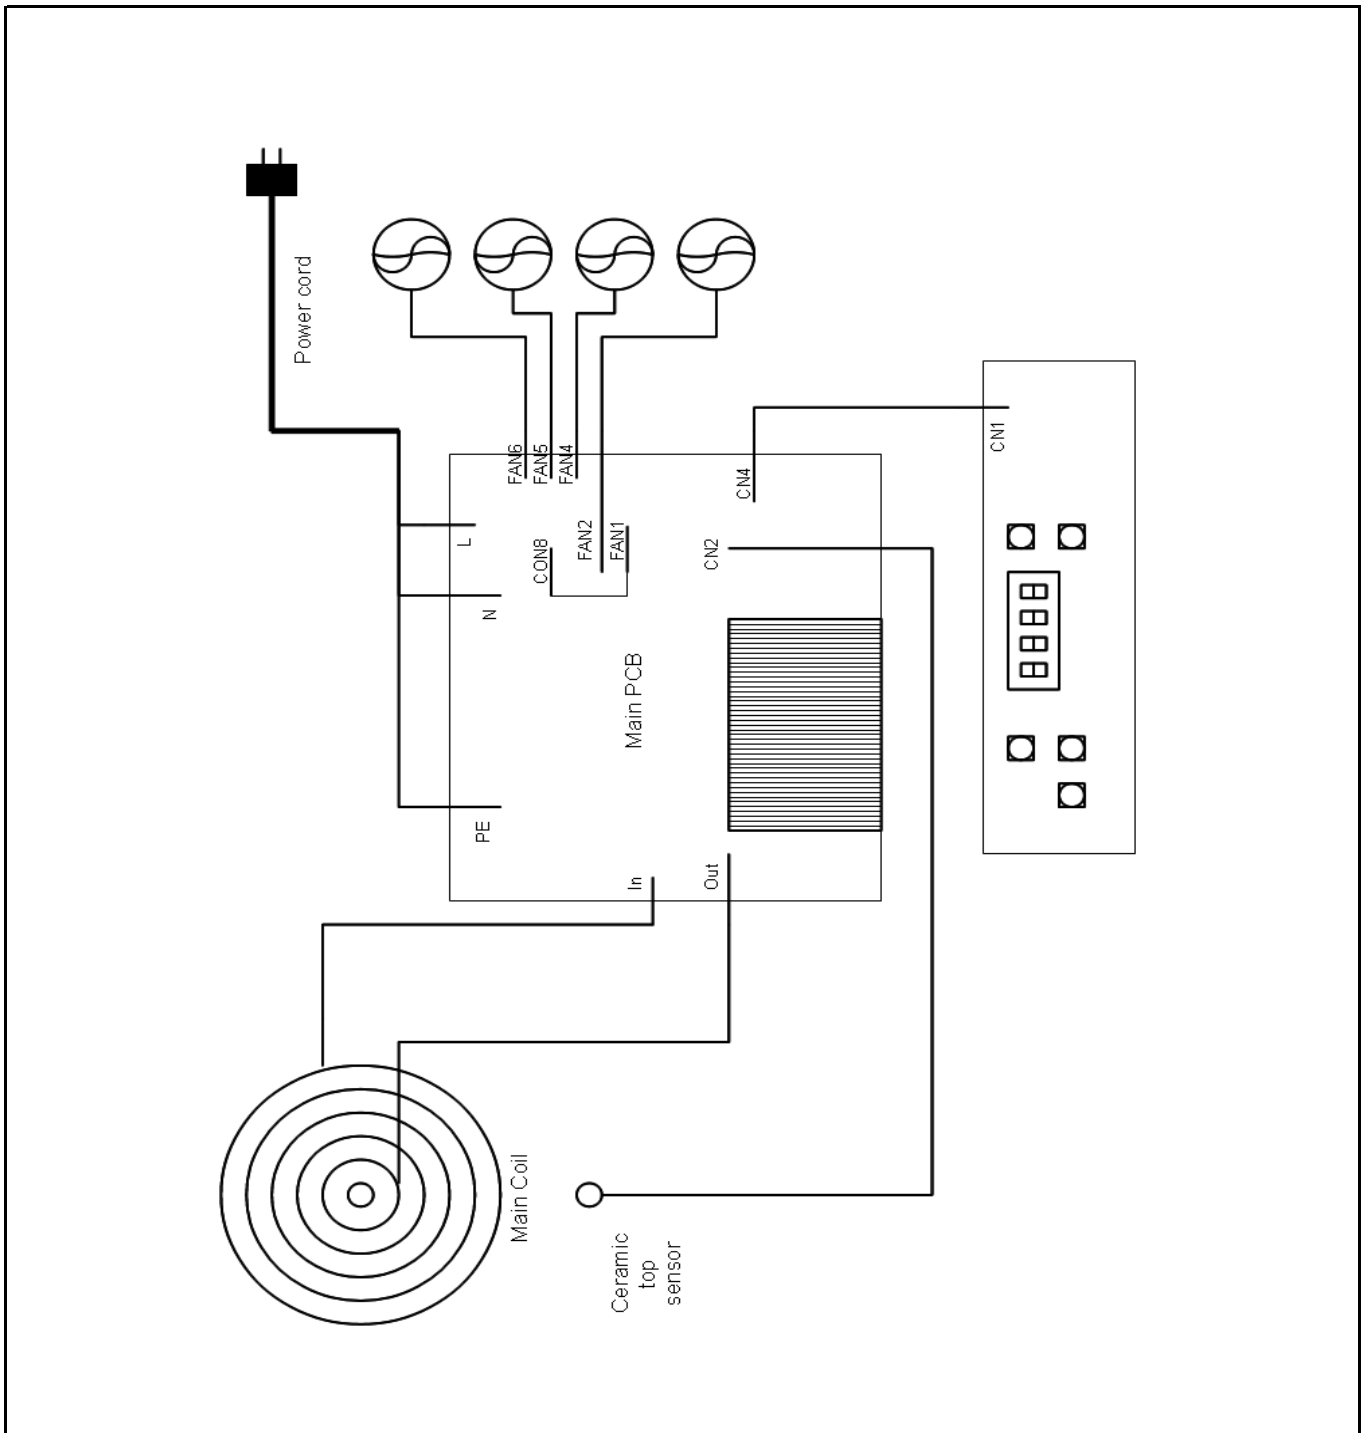 Power cord
FAN6
FAN5
FAN4
CN1
CN4
L
CON8
FAN2
FAN1
CN2
N
Main PCB
PE
In
Out
Main Coil
Ceramic
top
sensor